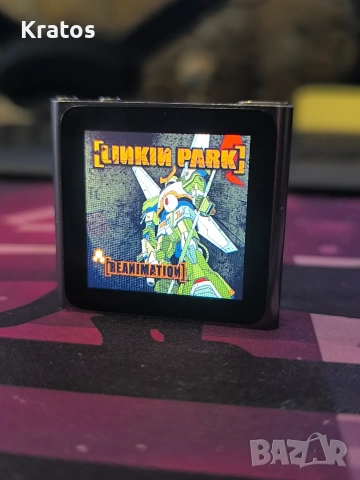 Kratos
[LINKIN PARK]
[REANIMATION]
BAZAR